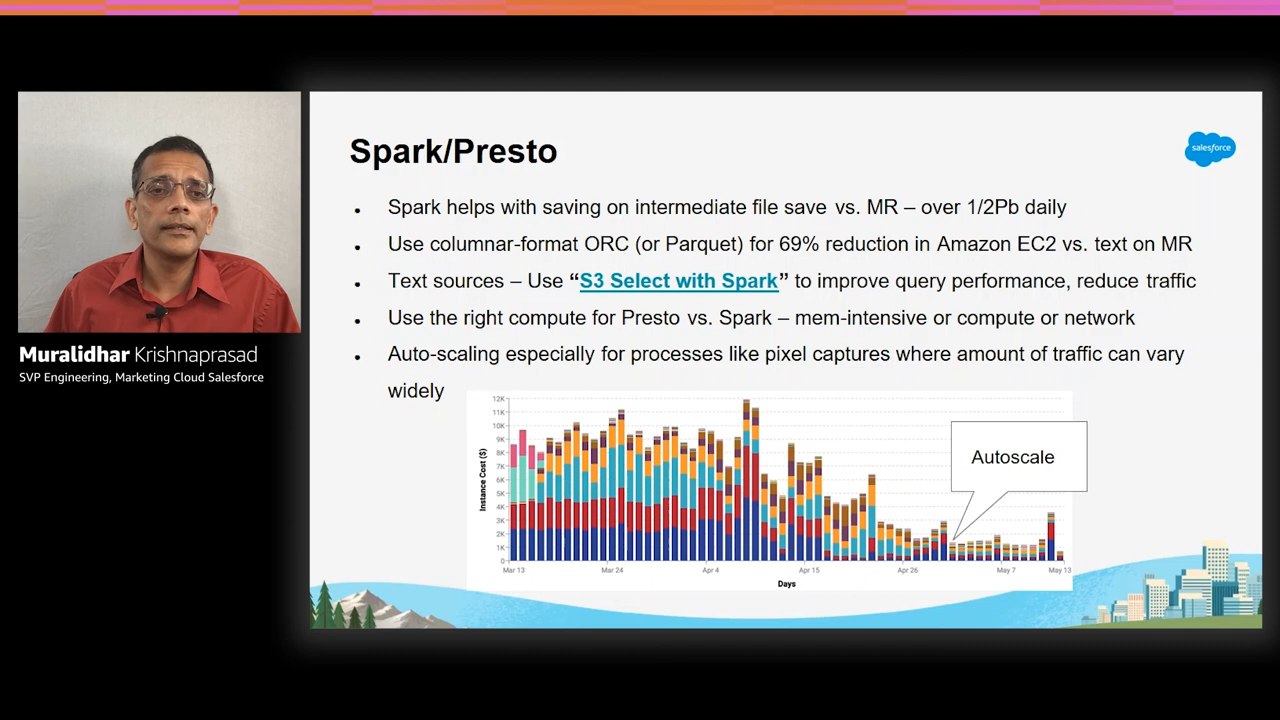 Spark/Presto
salesforce
• Spark helps with saving on intermediate file save vs. MR – over 1/2Pb daily
• Use columnar-format ORC (or Parquet) for 69% reduction in Amazon EC2 vs. text on MR
• Text sources – Use “S3 Select with Spark” to improve query performance, reduce traffic
• Use the right compute for Presto vs. Spark – mem-intensive or compute or network
• Auto-scaling especially for processes like pixel captures where amount of traffic can vary
widely
Muralidhar Krishnaprasad
SVP Engineering, Marketing Cloud Salesforce
Instance Cost ($)
12K
11K
10K
9K
8K
7K
6K
5K
4K
3K
2K
1K
0
Autoscale
Mar 13 Mar 24 Apr 4 Apr 15 Apr 26 May 7 May 13
Days